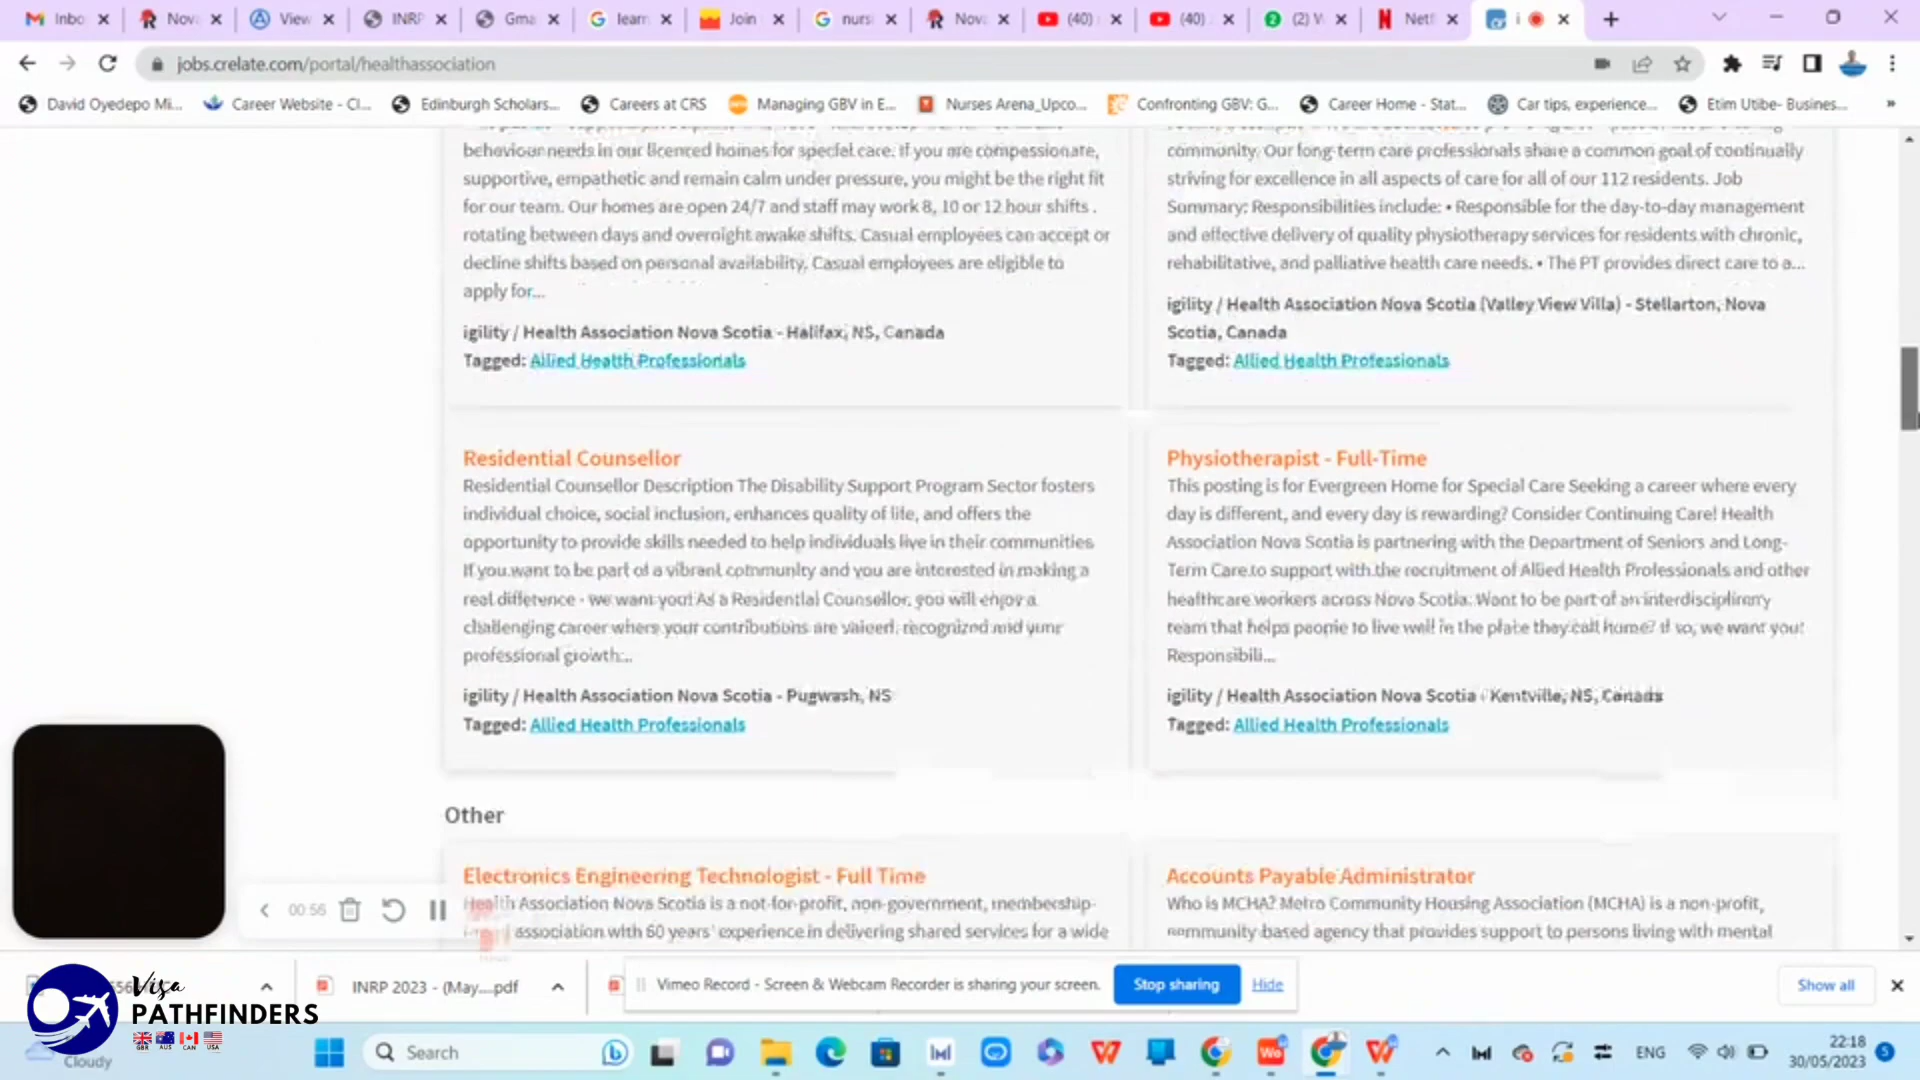 Inbo
Nova
View
INRP
Gma
learn
Join
nurs
Nova
(40)
(40)
(2) V
Netf
i
jobs.crelate.com/portal/healthassociation
David Oyedepo Mi...
Career Website - Cl...
Edinburgh Scholars...
Careers at CRS
Managing GBV in E...
Nurses Arena_Upco...
Confronting GBV: G...
Career Home - Stat...
Car tips, experience...
Etim Utibe- Busines...
»
behaviour needs in our licenced homes for special care. If you are compassionate,
supportive, empathetic and remain calm under pressure, you might be the right fit
for our team. Our homes are open 24/7 and staff may work 8, 10 or 12 hour shifts .
rotating between days and overnight awake shifts. Casual employees can accept or
decline shifts based on personal availability. Casual employees are eligible to
apply for...
igility / Health Association Nova Scotia - Halifax, NS, Canada
Tagged: Allied Health Professionals
community. Our long-term care professionals share a common goal of continually
striving for excellence in all aspects of care for all of our 112 residents. Job
Summary: Responsibilities include: • Responsible for the day-to-day management
and effective delivery of quality physiotherapy services for residents with chronic,
rehabilitative, and palliative health care needs. • The PT provides direct care to a...
igility / Health Association Nova Scotia (Valley View Villa) - Stellarton, Nova
Scotia, Canada
Tagged: Allied Health Professionals
Residential Counsellor
Residential Counsellor Description The Disability Support Program Sector fosters
individual choice, social inclusion, enhances quality of life, and offers the
opportunity to provide skills needed to help individuals live in their communities
If you want to be part of a vibrant community and you are interested in making a
real difference - we want you! As a Residential Counsellor, you will enjoy a
challenging career where your contributions are valued, recognized and your
professional growth...
igility / Health Association Nova Scotia - Pugwash, NS
Tagged: Allied Health Professionals
Physiotherapist - Full-Time
This posting is for Evergreen Home for Special Care Seeking a career where every
day is different, and every day is rewarding? Consider Continuing Care! Health
Association Nova Scotia is partnering with the Department of Seniors and Long-
Term Care to support with the recruitment of Allied Health Professionals and other
healthcare workers across Nova Scotia. Want to be part of an interdisciplinary
team that helps people to live well in the place they call home? If so, we want you!
Responsibili...
igility / Health Association Nova Scotia - Kentville, NS, Canada
Tagged: Allied Health Professionals
Other
Electronics Engineering Technologist - Full Time
Health Association Nova Scotia is a not-for-profit, non-government, membership-
association with 60 years' experience in delivering shared services for a wide
Accounts Payable Administrator
Who is MCHA? Metro Community Housing Association (MCHA) is a non-profit,
community-based agency that provides support to persons living with mental
00:56
INRP 2023 - (May....pdf
Vimeo Record - Screen & Webcam Recorder is sharing your screen.
Stop sharing
Hide
Show all
Visa
PATHFINDERS
GBR AUS CAN USA
Cloudy
Search
ENG
22:18
30/05/2023
5